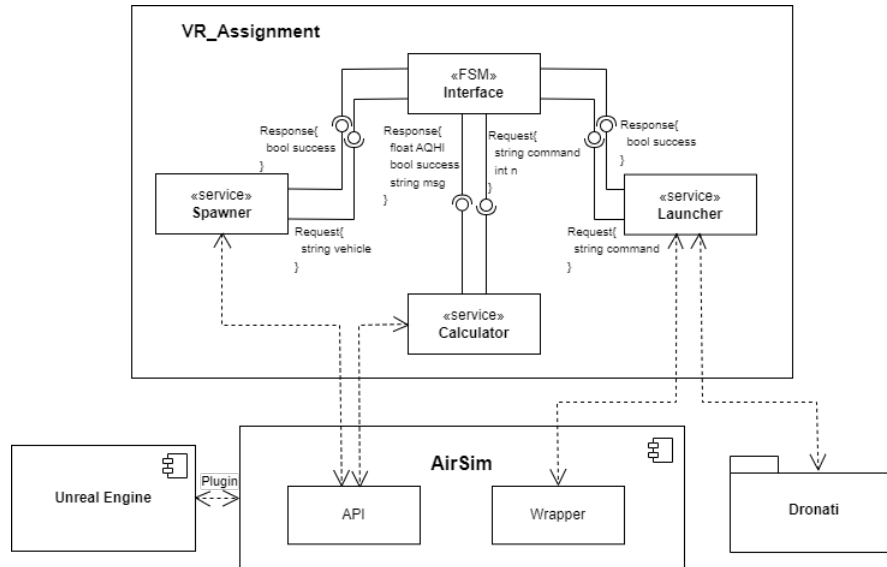 VR_Assignment
«FSM»
Interface
Response{
bool success
}
Response{
float AQHI
bool success
string msg
}
Request{
string command
int n
}
Response{
bool success
}
«service»
Spawner
«service»
Launcher
Request{
string vehicle
}
Request{
string command
}
«service»
Calculator
Unreal Engine
Plugin
AirSim
API
Wrapper
Dronati